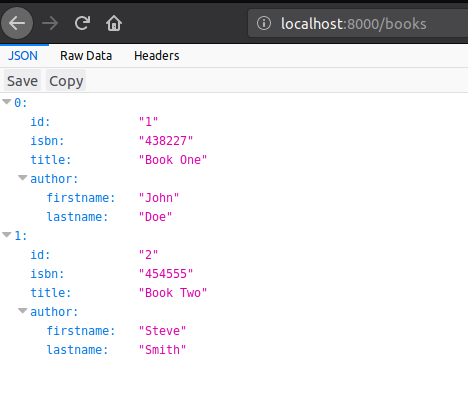 localhost:8000/books
JSON Raw Data Headers
Save Copy
0:
id: "1"
isbn: "438227"
title: "Book One"
author:
firstname: "John"
lastname: "Doe"
1:
id: "2"
isbn: "454555"
title: "Book Two"
author:
firstname: "Steve"
lastname: "Smith"